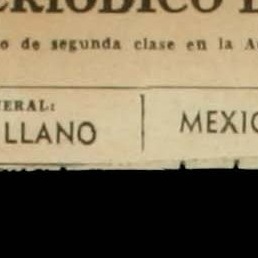 ERIODICO D
o de segunda clase en la A
ERAL:
LLANO MEXIC